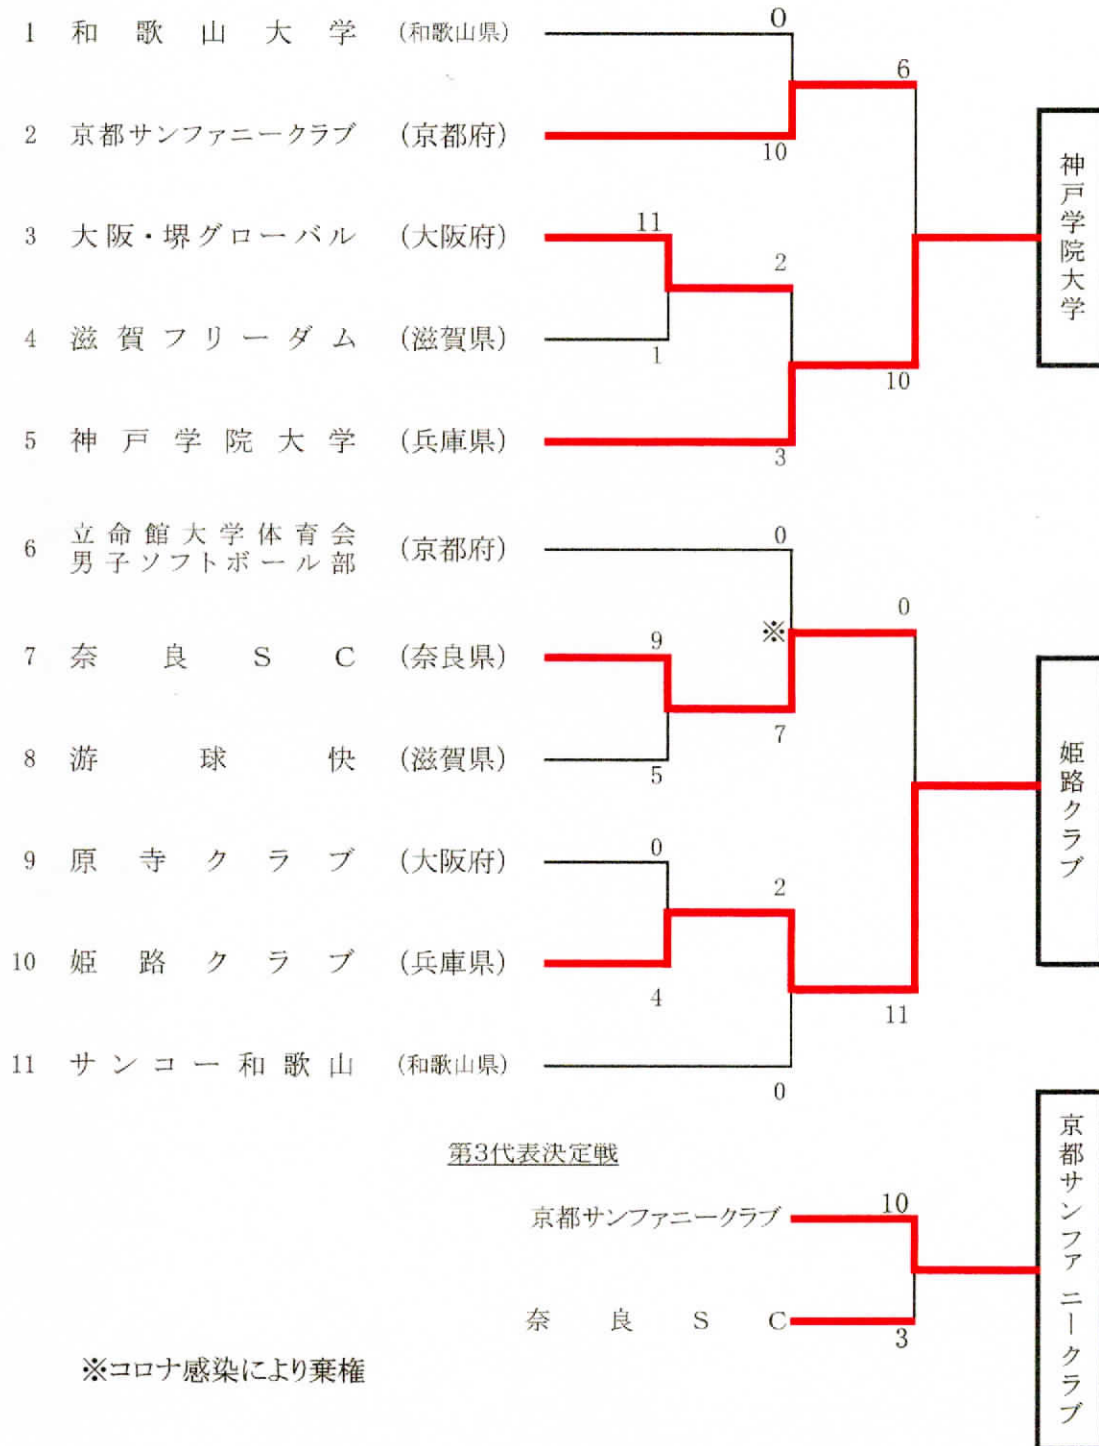 1 和歌山大学 (和歌山県) 0
6
2 京都サンファニークラブ (京都府) 10
神戸学院大学
3 大阪・堺グローバル (大阪府) 11
2
4 滋賀フリーダム (滋賀県) 1
10
5 神戸学院大学 (兵庫県) 3
6 立命館大学体育会
男子ソフトボール部 (京都府) 0
0
※
7 奈良SC (奈良県) 9
7
8 游球快 (滋賀県) 5
姫路クラブ
9 原寺クラブ (大阪府) 0
2
10 姫路クラブ (兵庫県) 4
11
11 サンコー和歌山 (和歌山県) 0
第3代表決定戦
京都サンファニークラブ 10
京都サンファニークラブ
奈良SC 3
※コロナ感染により棄権